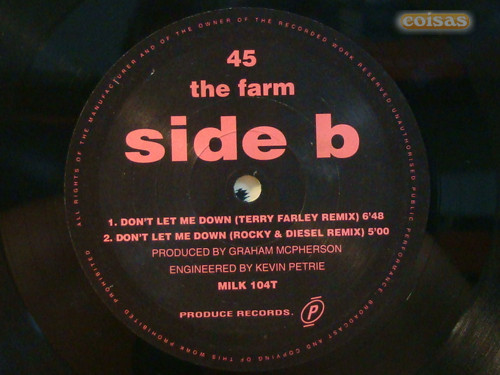 coisas
45
the farm
side b
1. DON'T LET ME DOWN (TERRY FARLEY REMIX) 6'48
2. DON'T LET ME DOWN (ROCKY & DIESEL REMIX) 5'00
PRODUCED BY GRAHAM MCPHERSON
ENGINEERED BY KEVIN PETRIE
MILK 104T
PRODUCE RECORDS. P
ALL RIGHTS OF THE MANUFACTURER AND OF THE OWNER OF THE RECORDED WORK RESERVED UNAUTHORISED PUBLIC PERFORMANCE BROADCAST AND COPYING OF THIS WORK PROHIBITED